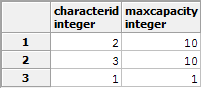 characterid maxcapacity
integer integer
1 2 10
2 3 10
3 1 1